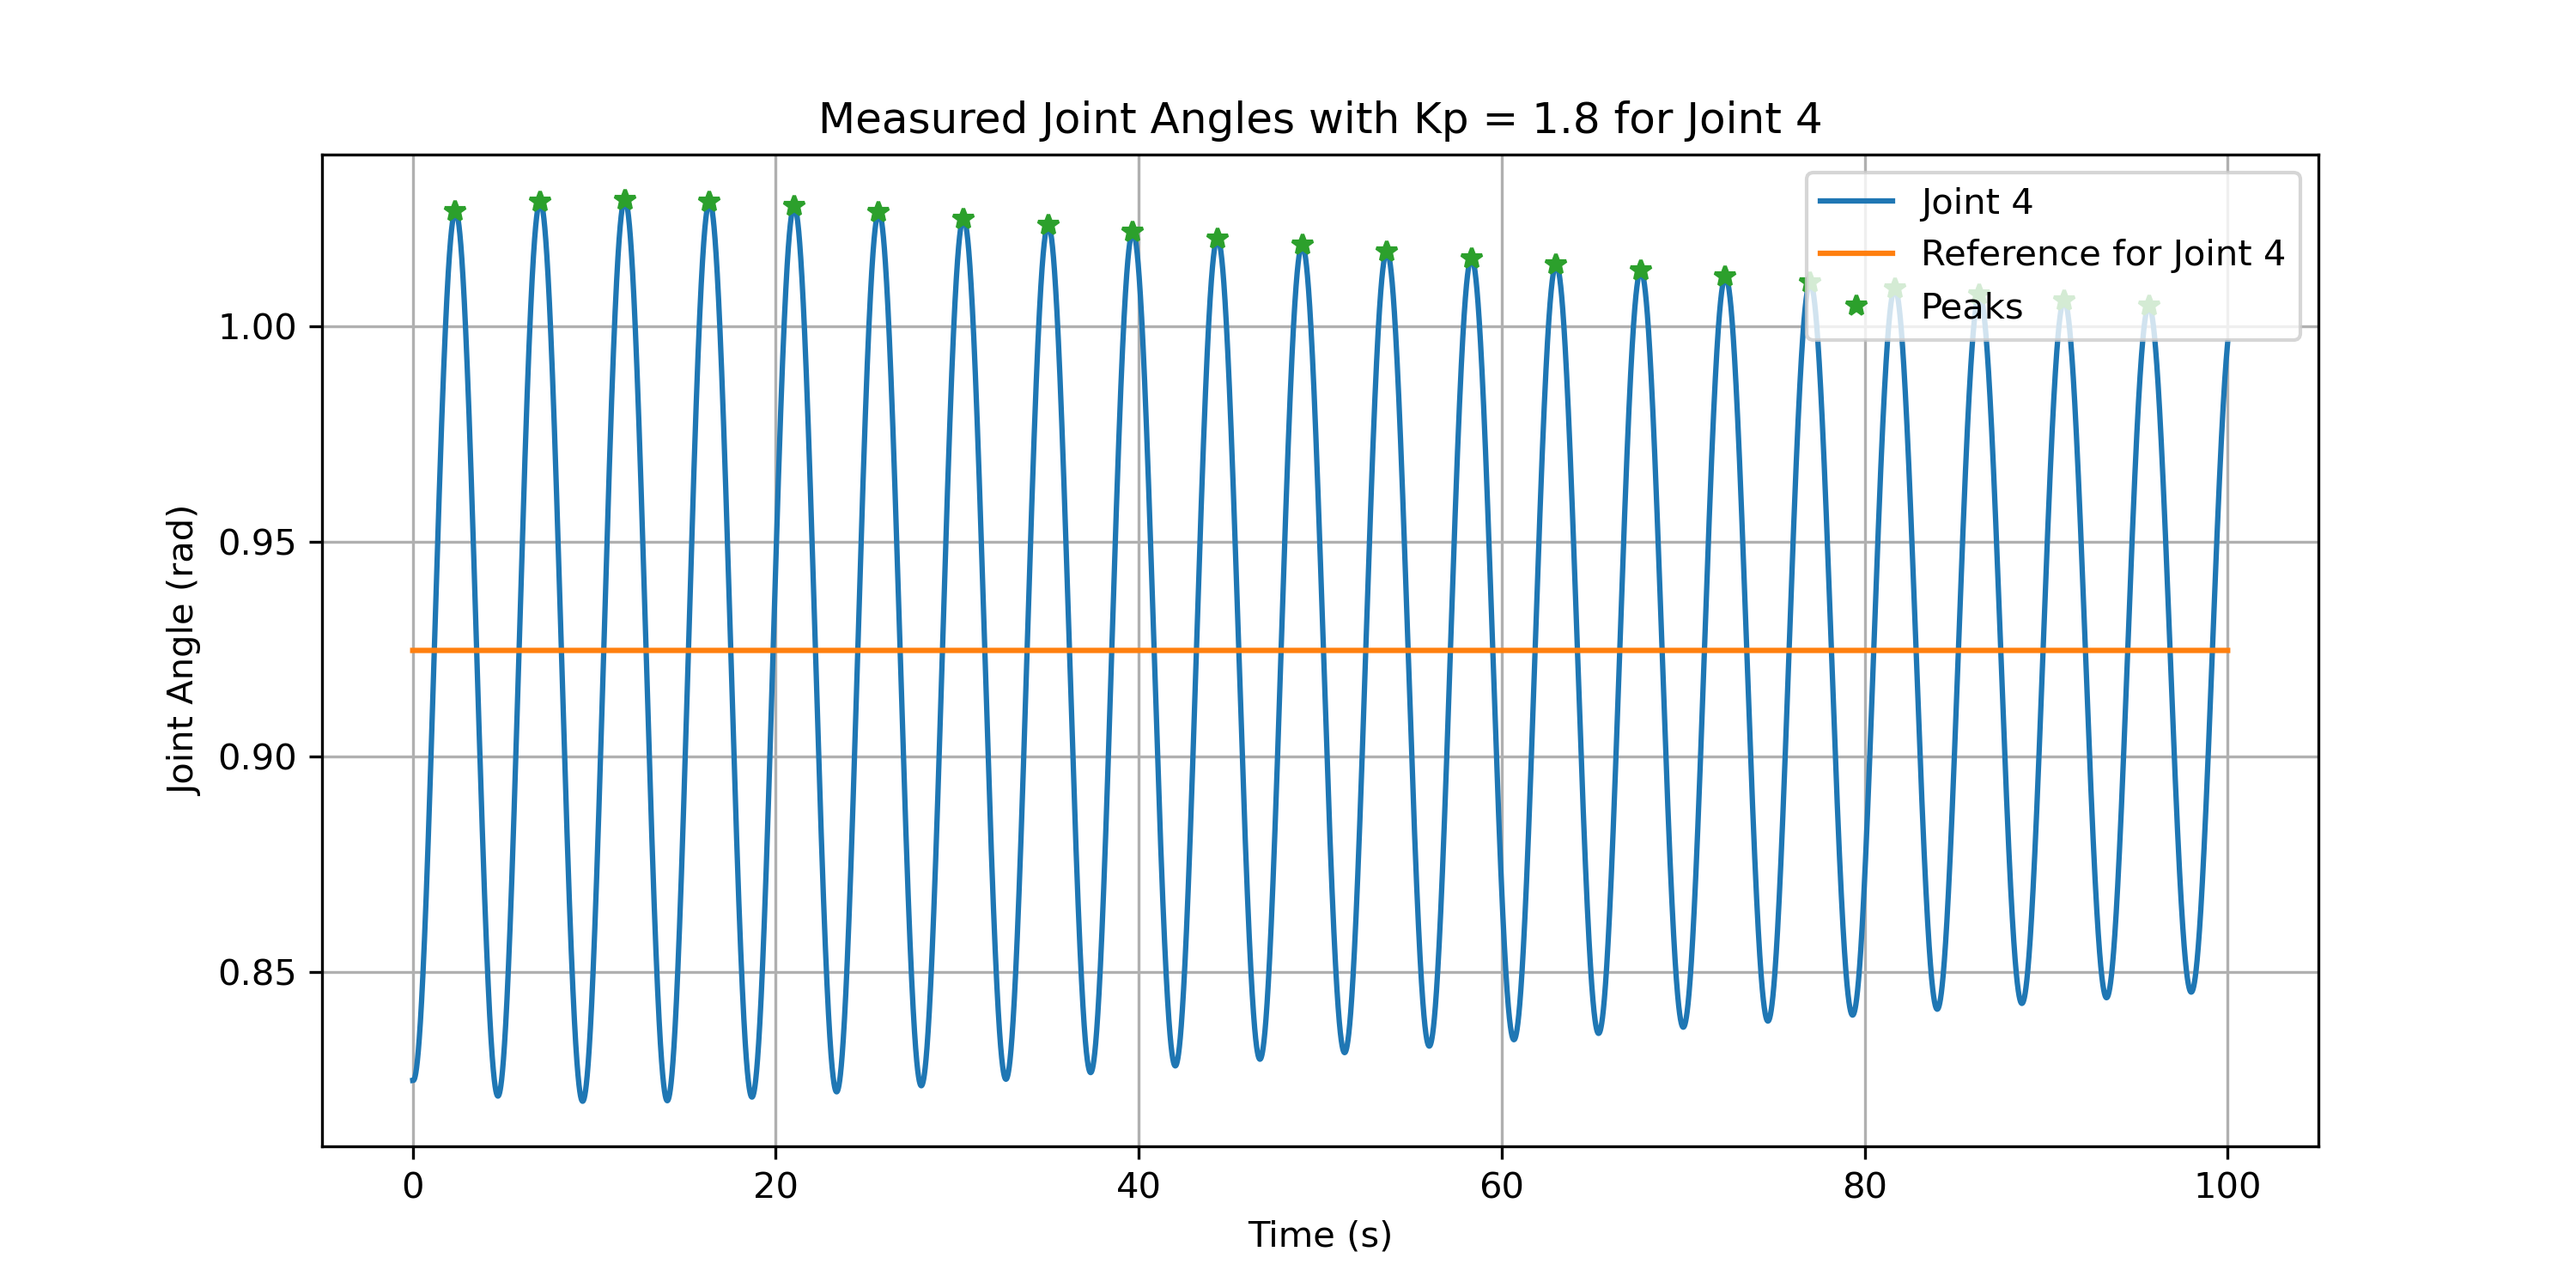 Measured Joint Angles with Kp = 1.8 for Joint 4
Joint 4
Reference for Joint 4
Peaks
Joint Angle (rad)
1.00
0.95
0.90
0.85
0
20
40
60
80
100
Time (s)